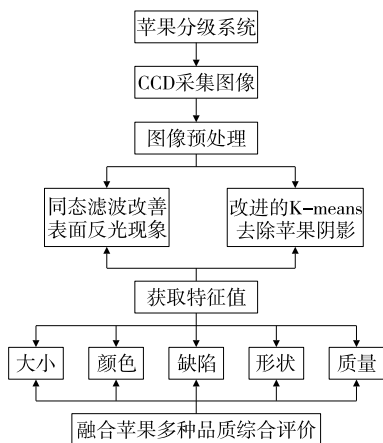 苹果分级系统
CCD采集图像
图像预处理
同态滤波改善
表面反光现象
改进的K-means
去除苹果阴影
获取特征值
大小
颜色
缺陷
形状
质量
融合苹果多种品质综合评价